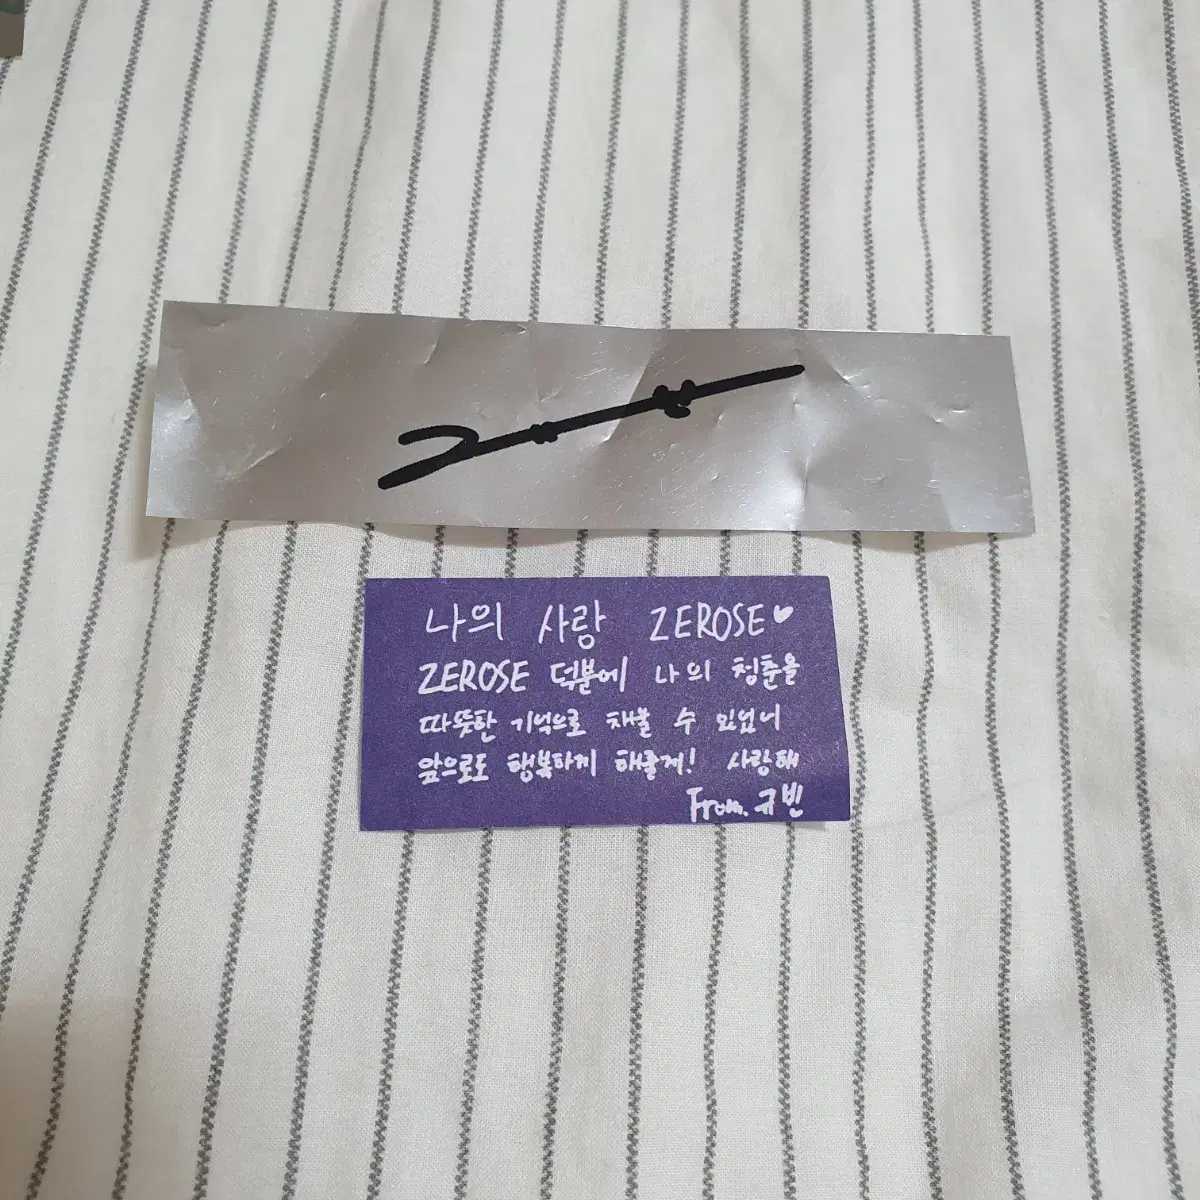 나의 사랑 ZEROSE♥
ZEROSE 덕분에 나의 청춘을
따뜻한 기억으로 채울 수 있었어
앞으로도 행복하게 해줄게! 사랑해
From. 규빈